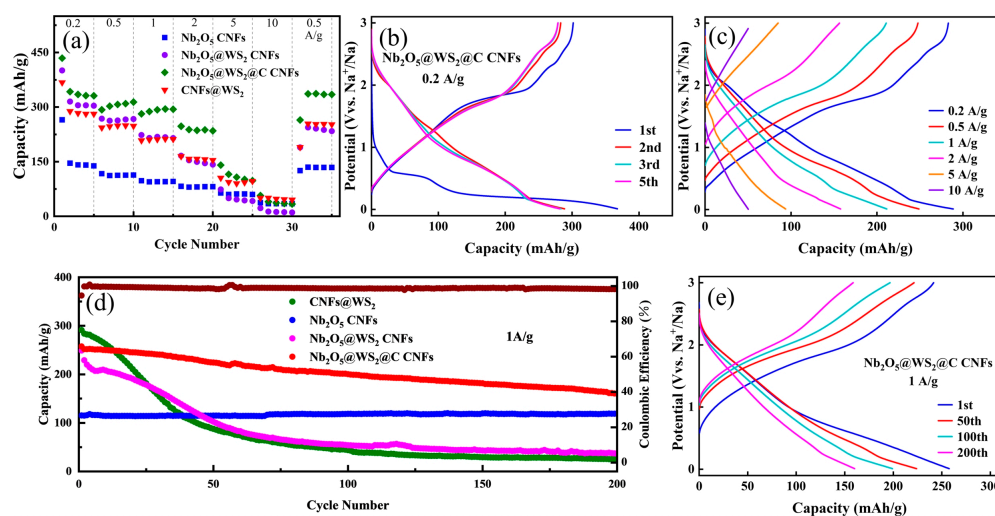 0.2 0.5 1 2 5 10 0.5
A/g
(a)
Nb2O5 CNFs
Nb2O5@WS2 CNFs
Nb2O5@WS2@C CNFs
CNFs@WS2
450
300
150
0
0 10 20 30 40
Capacity (mAh/g)
Cycle Number
(b)
Nb2O5@WS2@C CNFs
0.2 A/g
1st
2nd
3rd
5th
3
2
1
0
0 100 200 300 400
Potential (Vvs. Na+/Na)
Capacity (mAh/g)
(c)
0.2 A/g
0.5 A/g
1 A/g
2 A/g
5 A/g
10 A/g
3
2
1
0
0 100 200 300
Potential (V vs. Na+/Na)
Capacity (mAh/g)
(d)
CNFs@WS2
Nb2O5 CNFs
Nb2O5@WS2 CNFs
Nb2O5@WS2@C CNFs
1A/g
400
300
200
100
0
100
80
60
40
20
0
0 50 100 150 200
Capacity (mAh/g)
Coulombic Efficiency (%)
Cycle Number
(e)
Nb2O5@WS2@C CNFs
1 A/g
1st
50th
100th
200th
3
2
1
0
0 50 100 150 200 250 300
Potential (Vvs. Na+/Na)
Capacity (mAh/g)